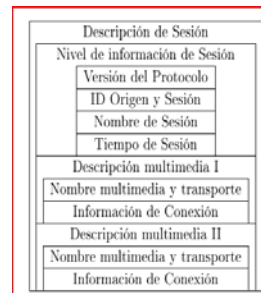 Descripción de Sesión
Nivel de información de Sesión
Versión del Protocolo
ID Origen y Sesión
Nombre de Sesión
Tiempo de Sesión
Descripción multimedia I
Nombre multimedia y transporte
Información de Conexión
Descripción multimedia II
Nombre multimedia y transporte
Información de Conexión